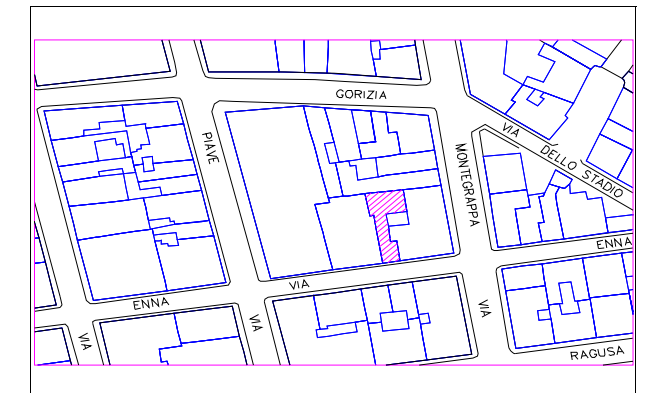 GORIZIA
VIA
DELLO STADIO
PIAVE
MONTEGRAPPA
ENNA
VIA
ENNA
VIA
VIA
VIA
RAGUSA